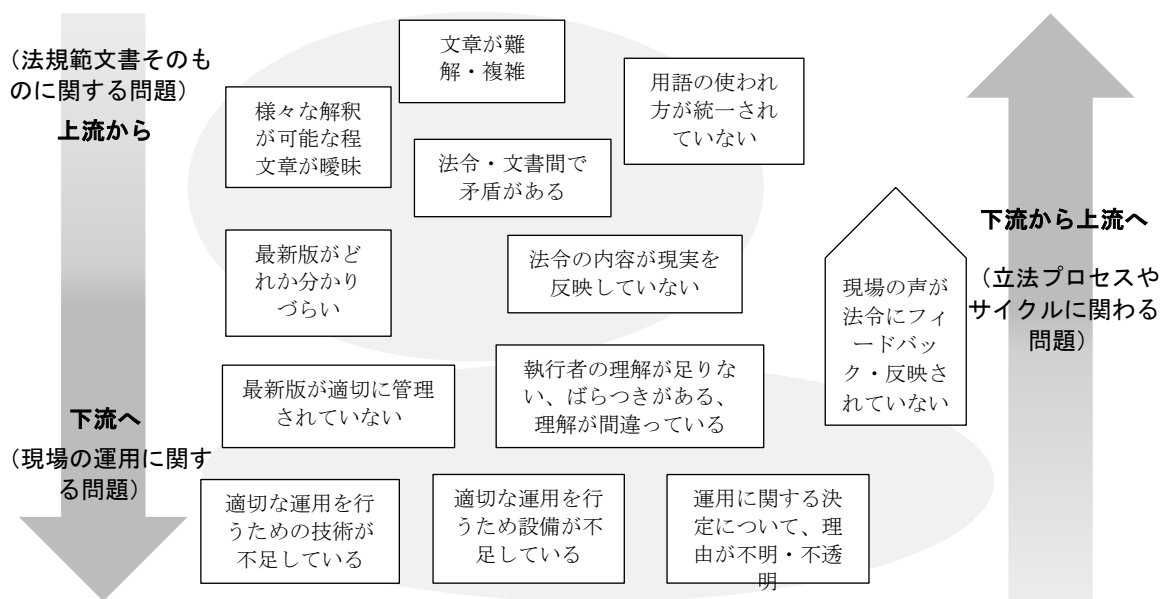 （法規範文書そのも
のに関する問題）
上流から
文章が難
解・複雑
用語の使われ
方が統一され
ていない
様々な解釈
が可能な程
文章が曖昧
法令・文書間で
矛盾がある
最新版がど
れか分かり
づらい
法令の内容が現実を
反映していない
現場の声が
法令にフィ
ードバッ
ク・反映さ
れていない
下流から上流へ
（立法プロセスや
サイクルに関わる
問題）
最新版が適切に管理
されていない
執行者の理解が足りな
い、ばらつきがある、
理解が間違っている
下流へ
（現場の運用に関す
る問題）
適切な運用を行
うための技術が
不足している
適切な運用を行
うため設備が不
足している
運用に関する決
定について、理
由が不明・不透
明